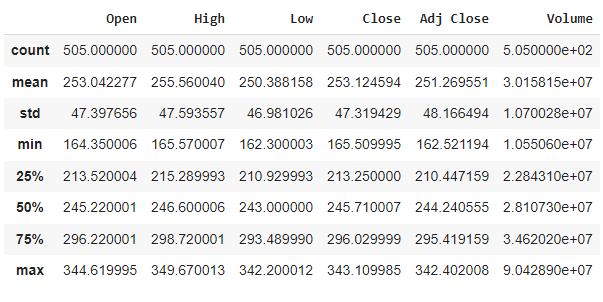 Open High Low Close Adj Close Volume
count 505.000000 505.000000 505.000000 505.000000 505.000000 5.050000e+02
mean 253.042277 255.560040 250.388158 253.124594 251.269551 3.015815e+07
std 47.397656 47.593557 46.981026 47.319429 48.166494 1.070028e+07
min 164.350006 165.570007 162.300003 165.509995 162.521194 1.055060e+07
25% 213.520004 215.289993 210.929993 213.250000 210.447159 2.284310e+07
50% 245.220001 246.600006 243.000000 245.710007 244.240555 2.810730e+07
75% 296.220001 298.720001 293.489990 296.029999 295.419159 3.462020e+07
max 344.619995 349.670013 342.200012 343.109985 342.402008 9.042890e+07